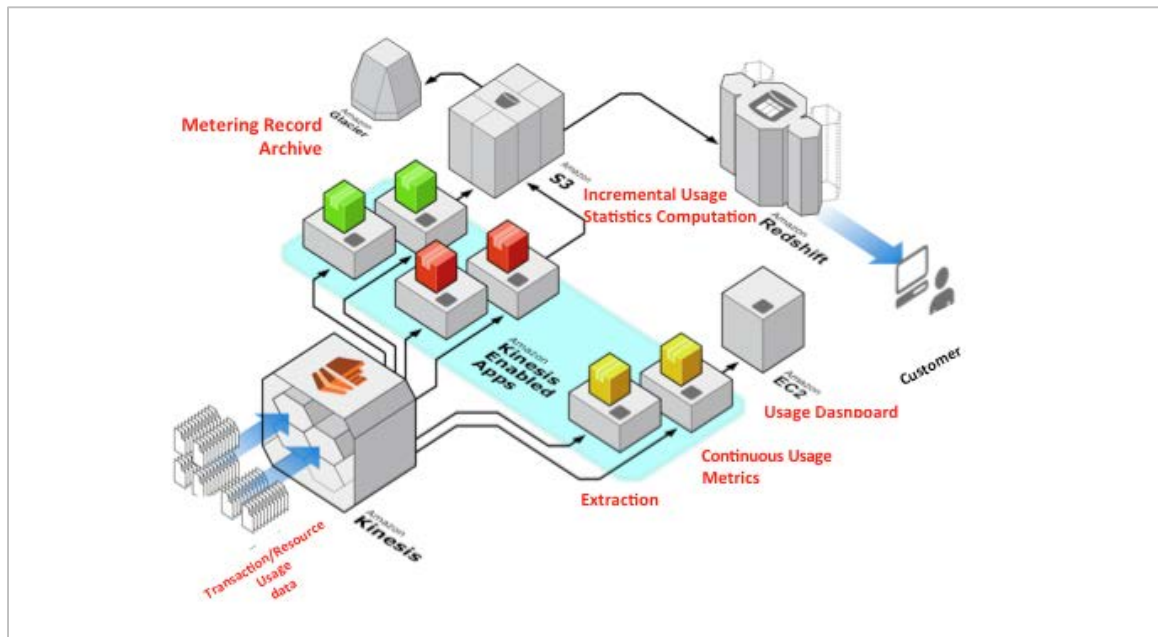 Amazon
Glacier
Metering Record
Archive
Amazon
S3
Incremental Usage
Statistics Computation
Amazon
Redshift
Customer
Amazon
Kinesis
Enabled
Apps
Amazon
EC2
Usage Dashboard
Continuous Usage
Metrics
Extraction
Amazon
Kinesis
Transaction/Resource
Usage
data